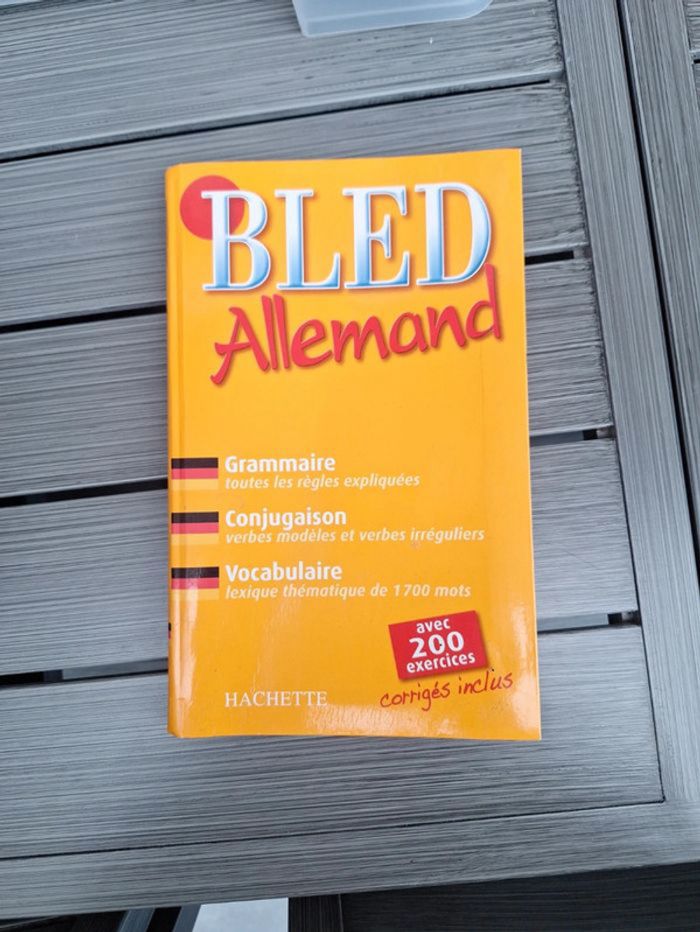 BLED
Allemand
Grammaire
toutes les règles expliquées
Conjugaison
verbes modèles et verbes irréguliers
Vocabulaire
lexique thématique de 1700 mots
avec
200
exercices
corrigés inclus
HACHETTE